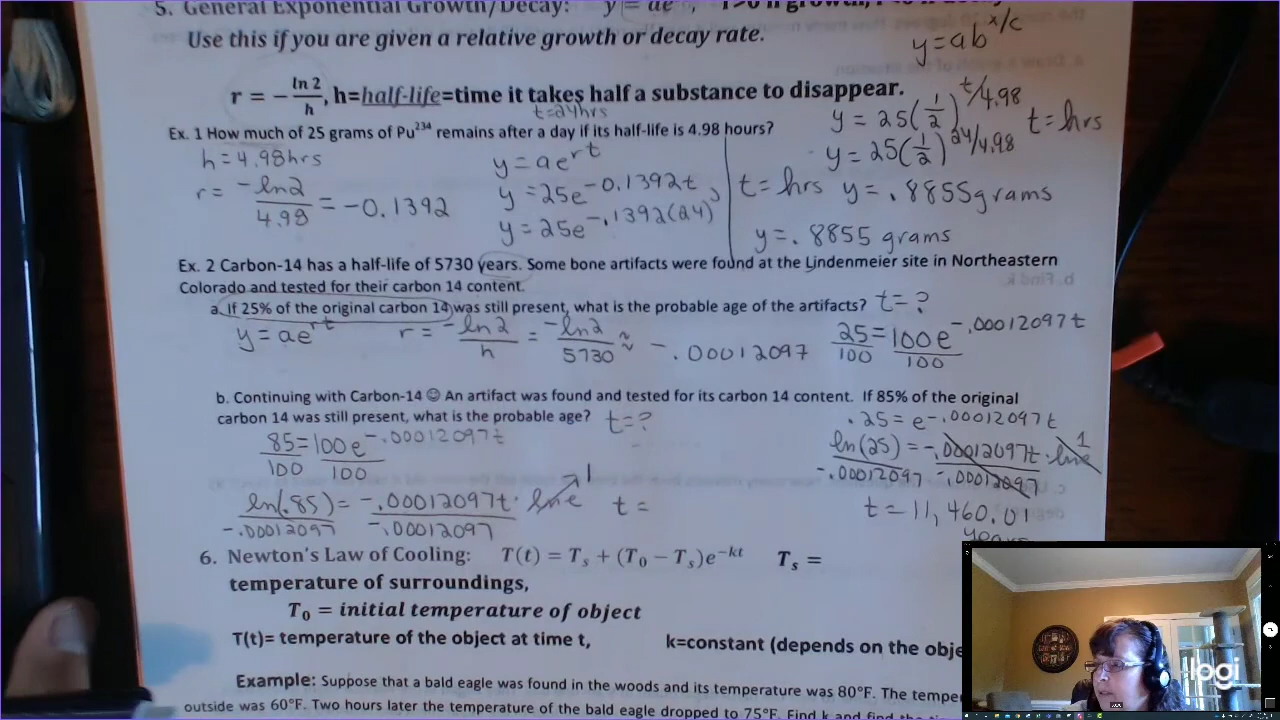 5. General Exponential Growth/Decay: y = ae
Use this if you are given a relative growth or decay rate.
y=ab^x/c
r = − ln 2 / h, h=half-life=time it takes half a substance to disappear.
t=24hrs
Ex. 1 How much of 25 grams of Pu²³⁴ remains after a day if its half-life is 4.98 hours?
h=4.98hrs
r= -ln2 / 4.98 = -0.1392
y=ae^rt
y=25e^-0.1392t, t=hrs
y=25e^-.1392(24)
y=.8855 grams
y=25(1/2)^t/4.98 t=hrs
y=25(1/2)^24/4.98
y=.8855grams
Ex. 2 Carbon-14 has a half-life of 5730 years. Some bone artifacts were found at the Lindenmeier site in Northeastern
Colorado and tested for their carbon 14 content.
a. If 25% of the original carbon 14 was still present, what is the probable age of the artifacts? t=?
y=ae^rt r= -ln2 / h = -ln2 / 5730 ≈ -.00012097
25/100 = 100e^-.00012097t / 100
.25=e^-.00012097t
ln(25) / -.00012097 = -.00012097t · lne / -.00012097 1
t=11,460.01
years
b. Continuing with Carbon-14 ☺ An artifact was found and tested for its carbon 14 content. If 85% of the original
carbon 14 was still present, what is the probable age? t=?
85/100 = 100e^-.00012097t / 100
ln(.85) / -.00012097 = -.00012097t · lne / -.00012097 1 t=
6. Newton's Law of Cooling: T(t) = Tₛ + (T₀ − Tₛ)e^−kt Tₛ =
temperature of surroundings,
T₀ = initial temperature of object
T(t)= temperature of the object at time t, k=constant (depends on the obje
Example: Suppose that a bald eagle was found in the woods and its temperature was 80°F. The temper
outside was 60°F. Two hours later the temperature of the bald eagle dropped to 75°F. Find k and find the
logi